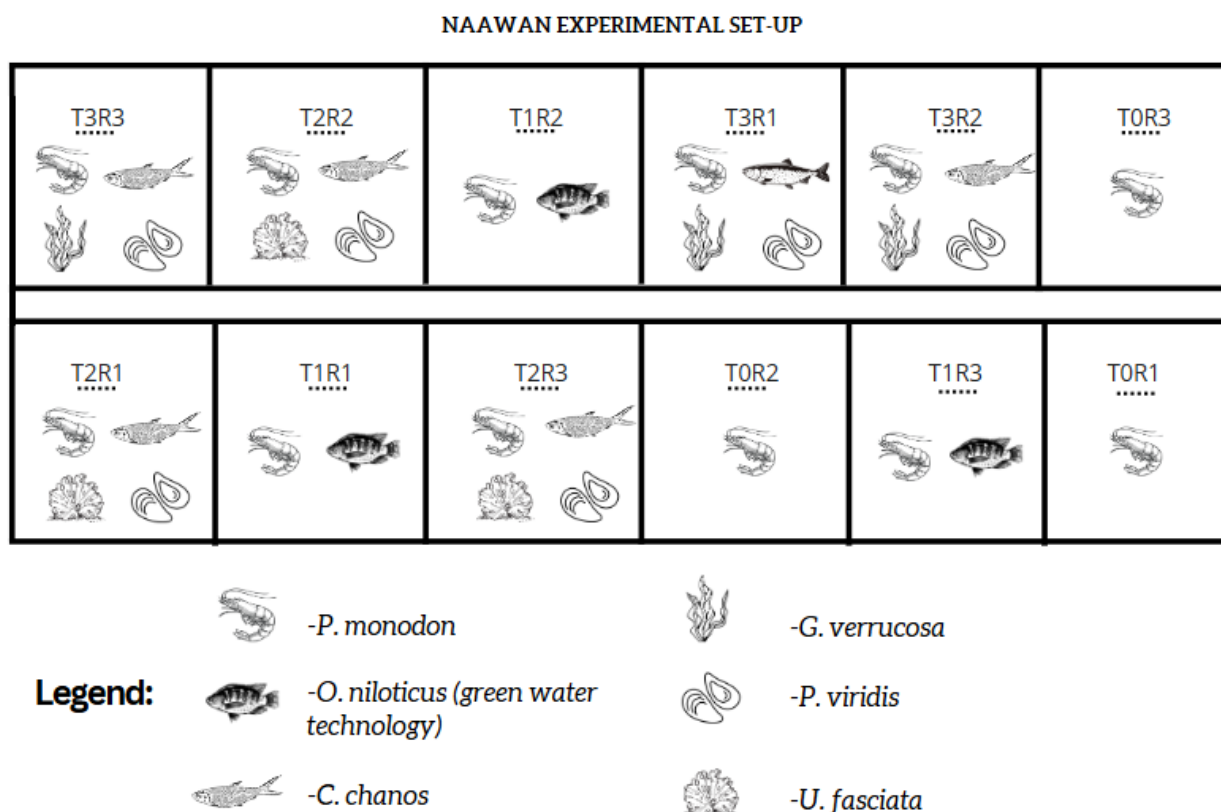 NAAWAN EXPERIMENTAL SET-UP
T3R3
T2R2
T1R2
T3R1
T3R2
T0R3
T2R1
T1R1
T2R3
T0R2
T1R3
T0R1
Legend:
-P. monodon
-O. niloticus (green water
technology)
-C. chanos
-G. verrucosa
-P. viridis
-U. fasciata